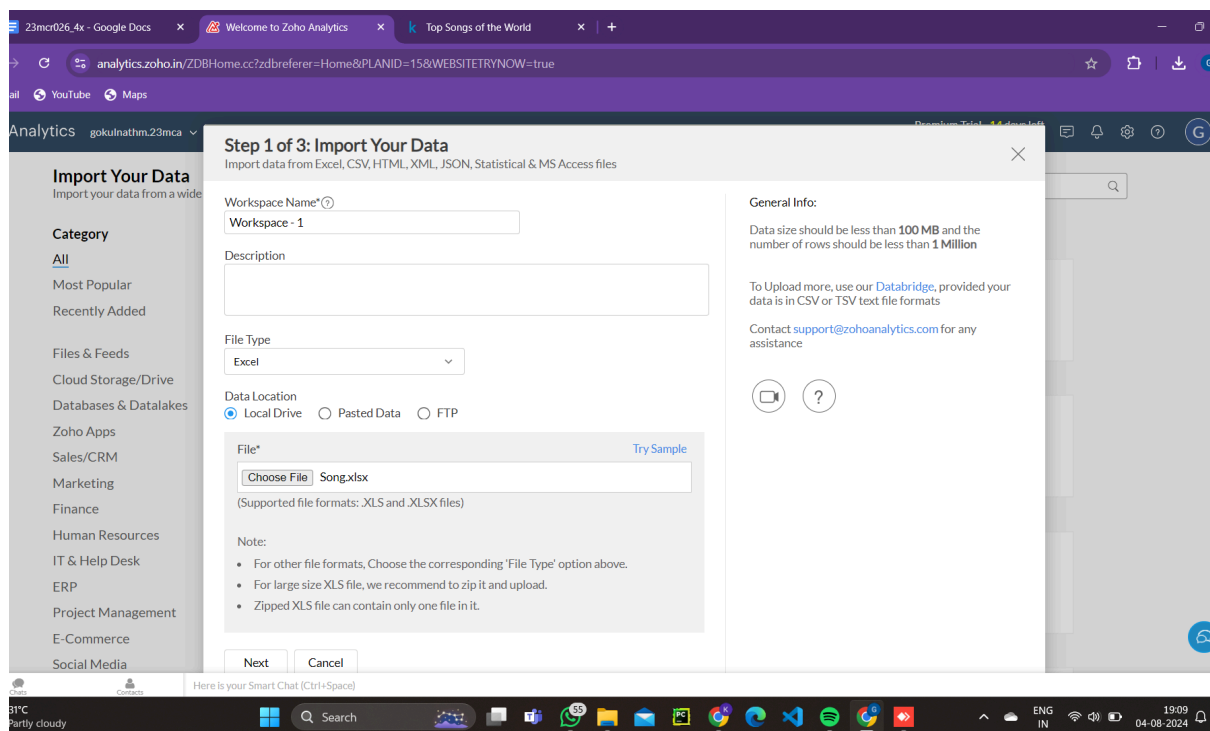 23mcr026_4x - Google Docs
Welcome to Zoho Analytics
Top Songs of the World
analytics.zoho.in/ZDBHome.cc?zdbreferer=Home&PLANID=15&WEBSITETRYNOW=true
ail YouTube Maps
Analytics gokulnathm.23mca
Premium Trial - 14 days left
G
Import Your Data
Import your data from a wide
Category
All
Most Popular
Recently Added
Files & Feeds
Cloud Storage/Drive
Databases & Datalakes
Zoho Apps
Sales/CRM
Marketing
Finance
Human Resources
IT & Help Desk
ERP
Project Management
E-Commerce
Social Media
Step 1 of 3: Import Your Data
Import data from Excel, CSV, HTML, XML, JSON, Statistical & MS Access files
Workspace Name*
Workspace - 1
Description
File Type
Excel
Data Location
Local Drive Pasted Data FTP
File* Try Sample
Choose File Song.xlsx
(Supported file formats: .XLS and .XLSX files)
Note:
• For other file formats, Choose the corresponding 'File Type' option above.
• For large size XLS file, we recommend to zip it and upload.
• Zipped XLS file can contain only one file in it.
Next Cancel
General Info:
Data size should be less than 100 MB and the
number of rows should be less than 1 Million
To Upload more, use our Databridge, provided your
data is in CSV or TSV text file formats
Contact support@zohoanalytics.com for any
assistance
Chats Contacts Here is your Smart Chat (Ctrl+Space)
31°C
Partly cloudy
Search
55
ENG
IN
19:09
04-08-2024